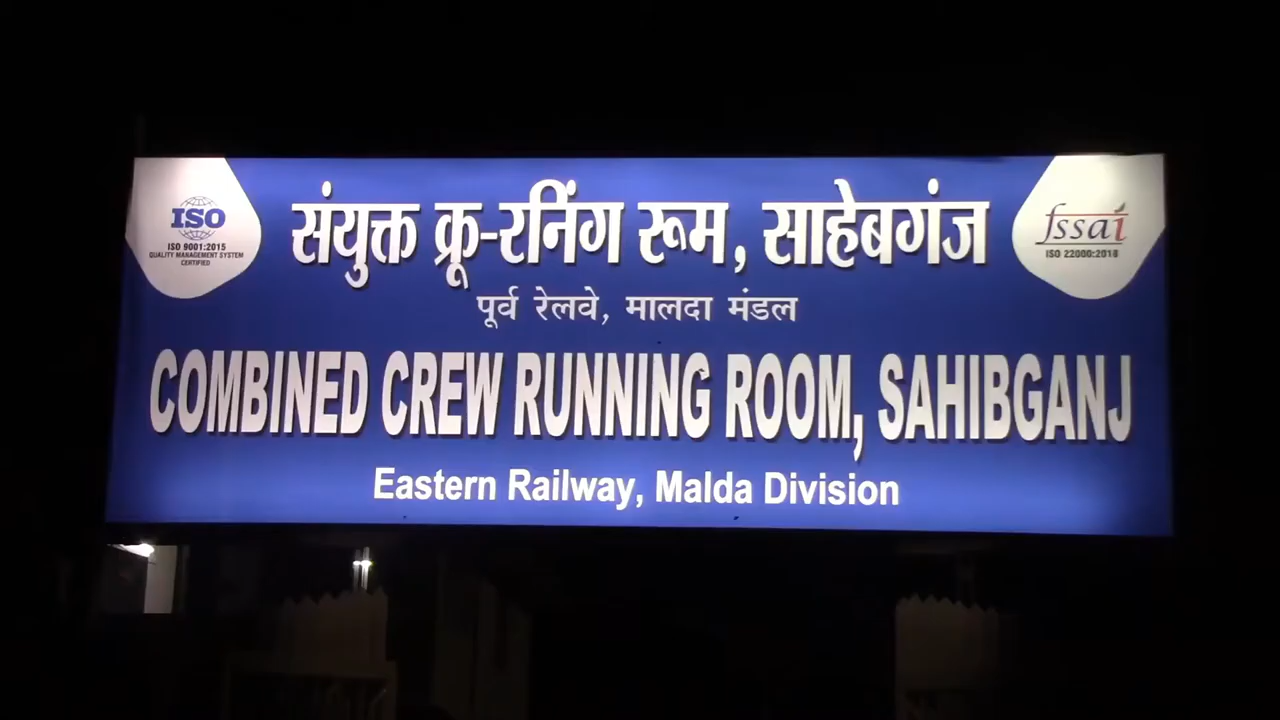 ISO
ISO 9001:2015
QUALITY MANAGEMENT SYSTEM
CERTIFIED
संयुक्त क्रू-रनिंग रूम, साहेबगंज
fssai
ISO 22000:2018
पूर्व रेलवे, मालदा मंडल
COMBINED CREW RUNNING ROOM, SAHIBGANJ
Eastern Railway, Malda Division